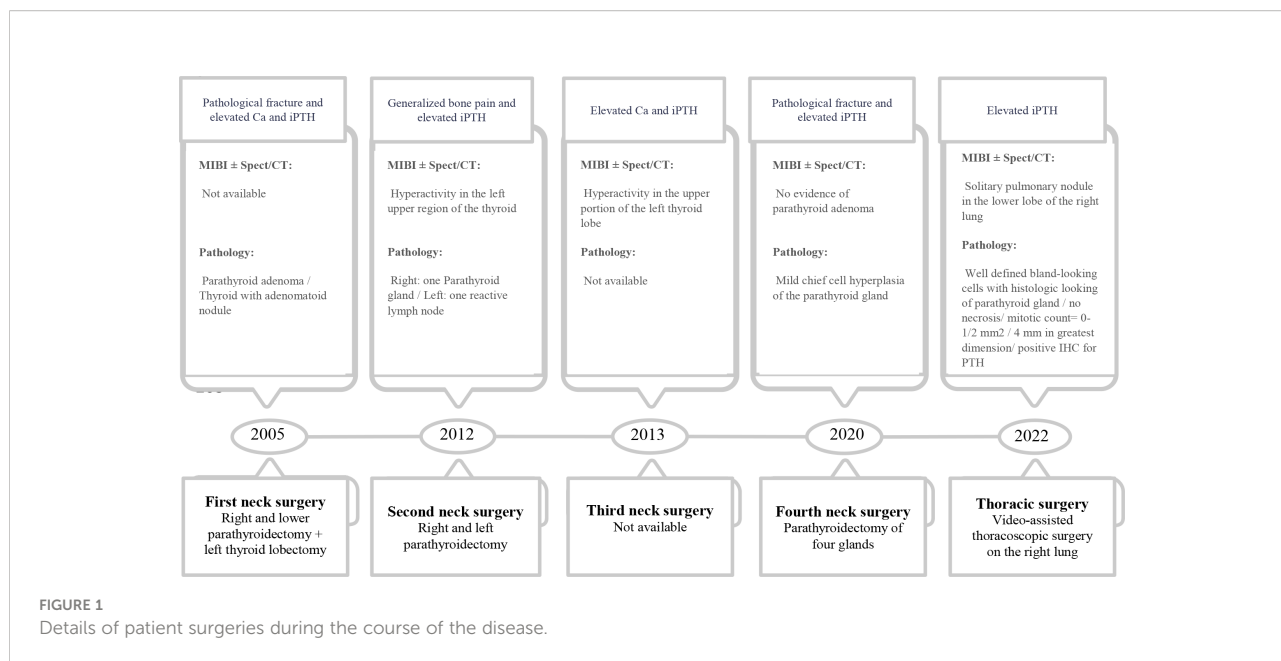 Pathological fracture and
elevated Ca and iPTH
MIBI ± Spect/CT:
Not available
Pathology:
Parathyroid adenoma /
Thyroid with adenomatoid
nodule
Generalized bone pain and
elevated iPTH
MIBI ± Spect/CT:
Hyperactivity in the left
upper region of the thyroid
Pathology:
Right: one Parathyroid
gland / Left: one reactive
lymph node
Elevated Ca and iPTH
MIBI ± Spect/CT:
Hyperactivity in the upper
portion of the left thyroid
lobe
Pathology:
Not available
Pathological fracture and
elevated iPTH
MIBI ± Spect/CT:
No evidence of
parathyroid adenoma
Pathology:
Mild chief cell hyperplasia
of the parathyroid gland
Elevated iPTH
MIBI ± Spect/CT:
Solitary pulmonary nodule
in the lower lobe of the right
lung
Pathology:
Well defined bland-looking
cells with histologic looking
of parathyroid gland / no
necrosis/ mitotic count= 0-
1/2 mm2 / 4 mm in greatest
dimension/ positive IHC for
PTH
2005
2012
2013
2020
2022
First neck surgery
Right and lower
parathyroidectomy +
left thyroid lobectomy
Second neck surgery
Right and left
parathyroidectomy
Third neck surgery
Not available
Fourth neck surgery
Parathyroidectomy of
four glands
Thoracic surgery
Video-assisted
thoracoscopic surgery
on the right lung
FIGURE 1
Details of patient surgeries during the course of the disease.